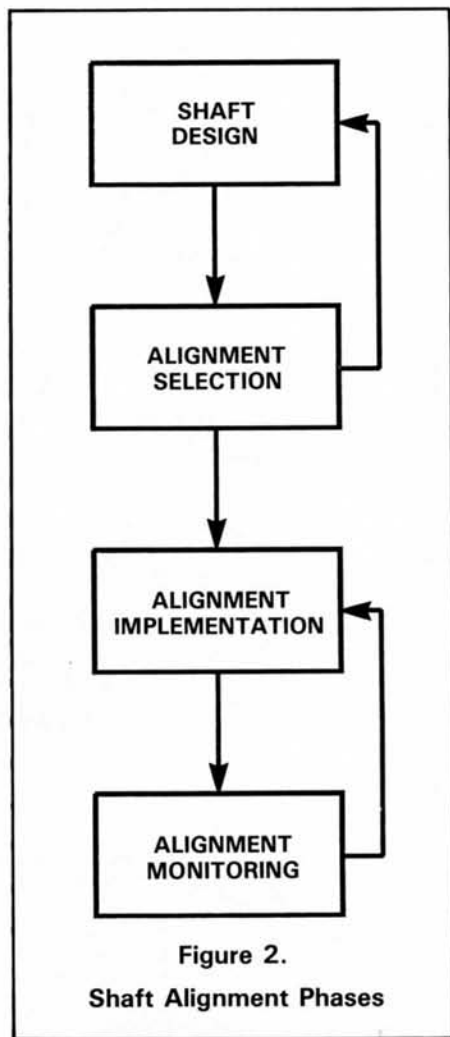 SHAFT
DESIGN
ALIGNMENT
SELECTION
ALIGNMENT
IMPLEMENTATION
ALIGNMENT
MONITORING
Figure 2.
Shaft Alignment Phases